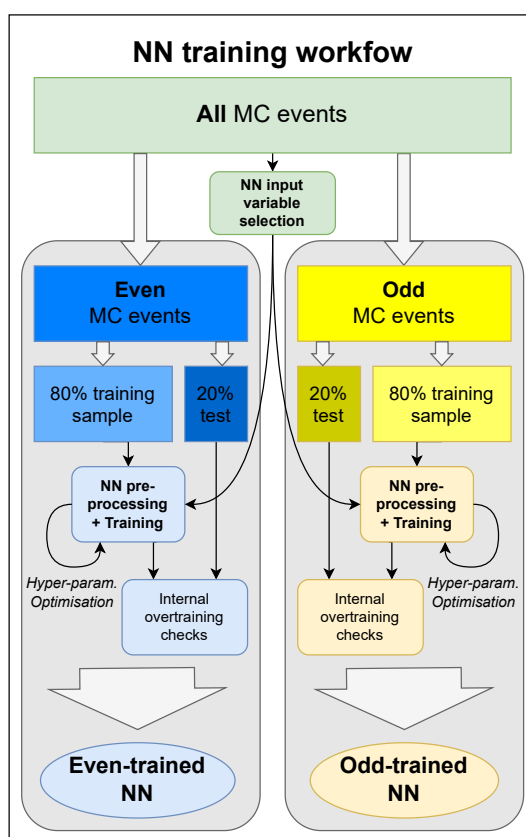 NN training workfow
All MC events
NN input
variable
selection
Even
MC events
Odd
MC events
80% training
sample
20%
test
20%
test
80% training
sample
NN pre-
processing
+ Training
NN pre-
processing
+ Training
Hyper-param.
Optimisation
Hyper-param.
Optimisation
Internal
overtraining
checks
Internal
overtraining
checks
Even-trained
NN
Odd-trained
NN